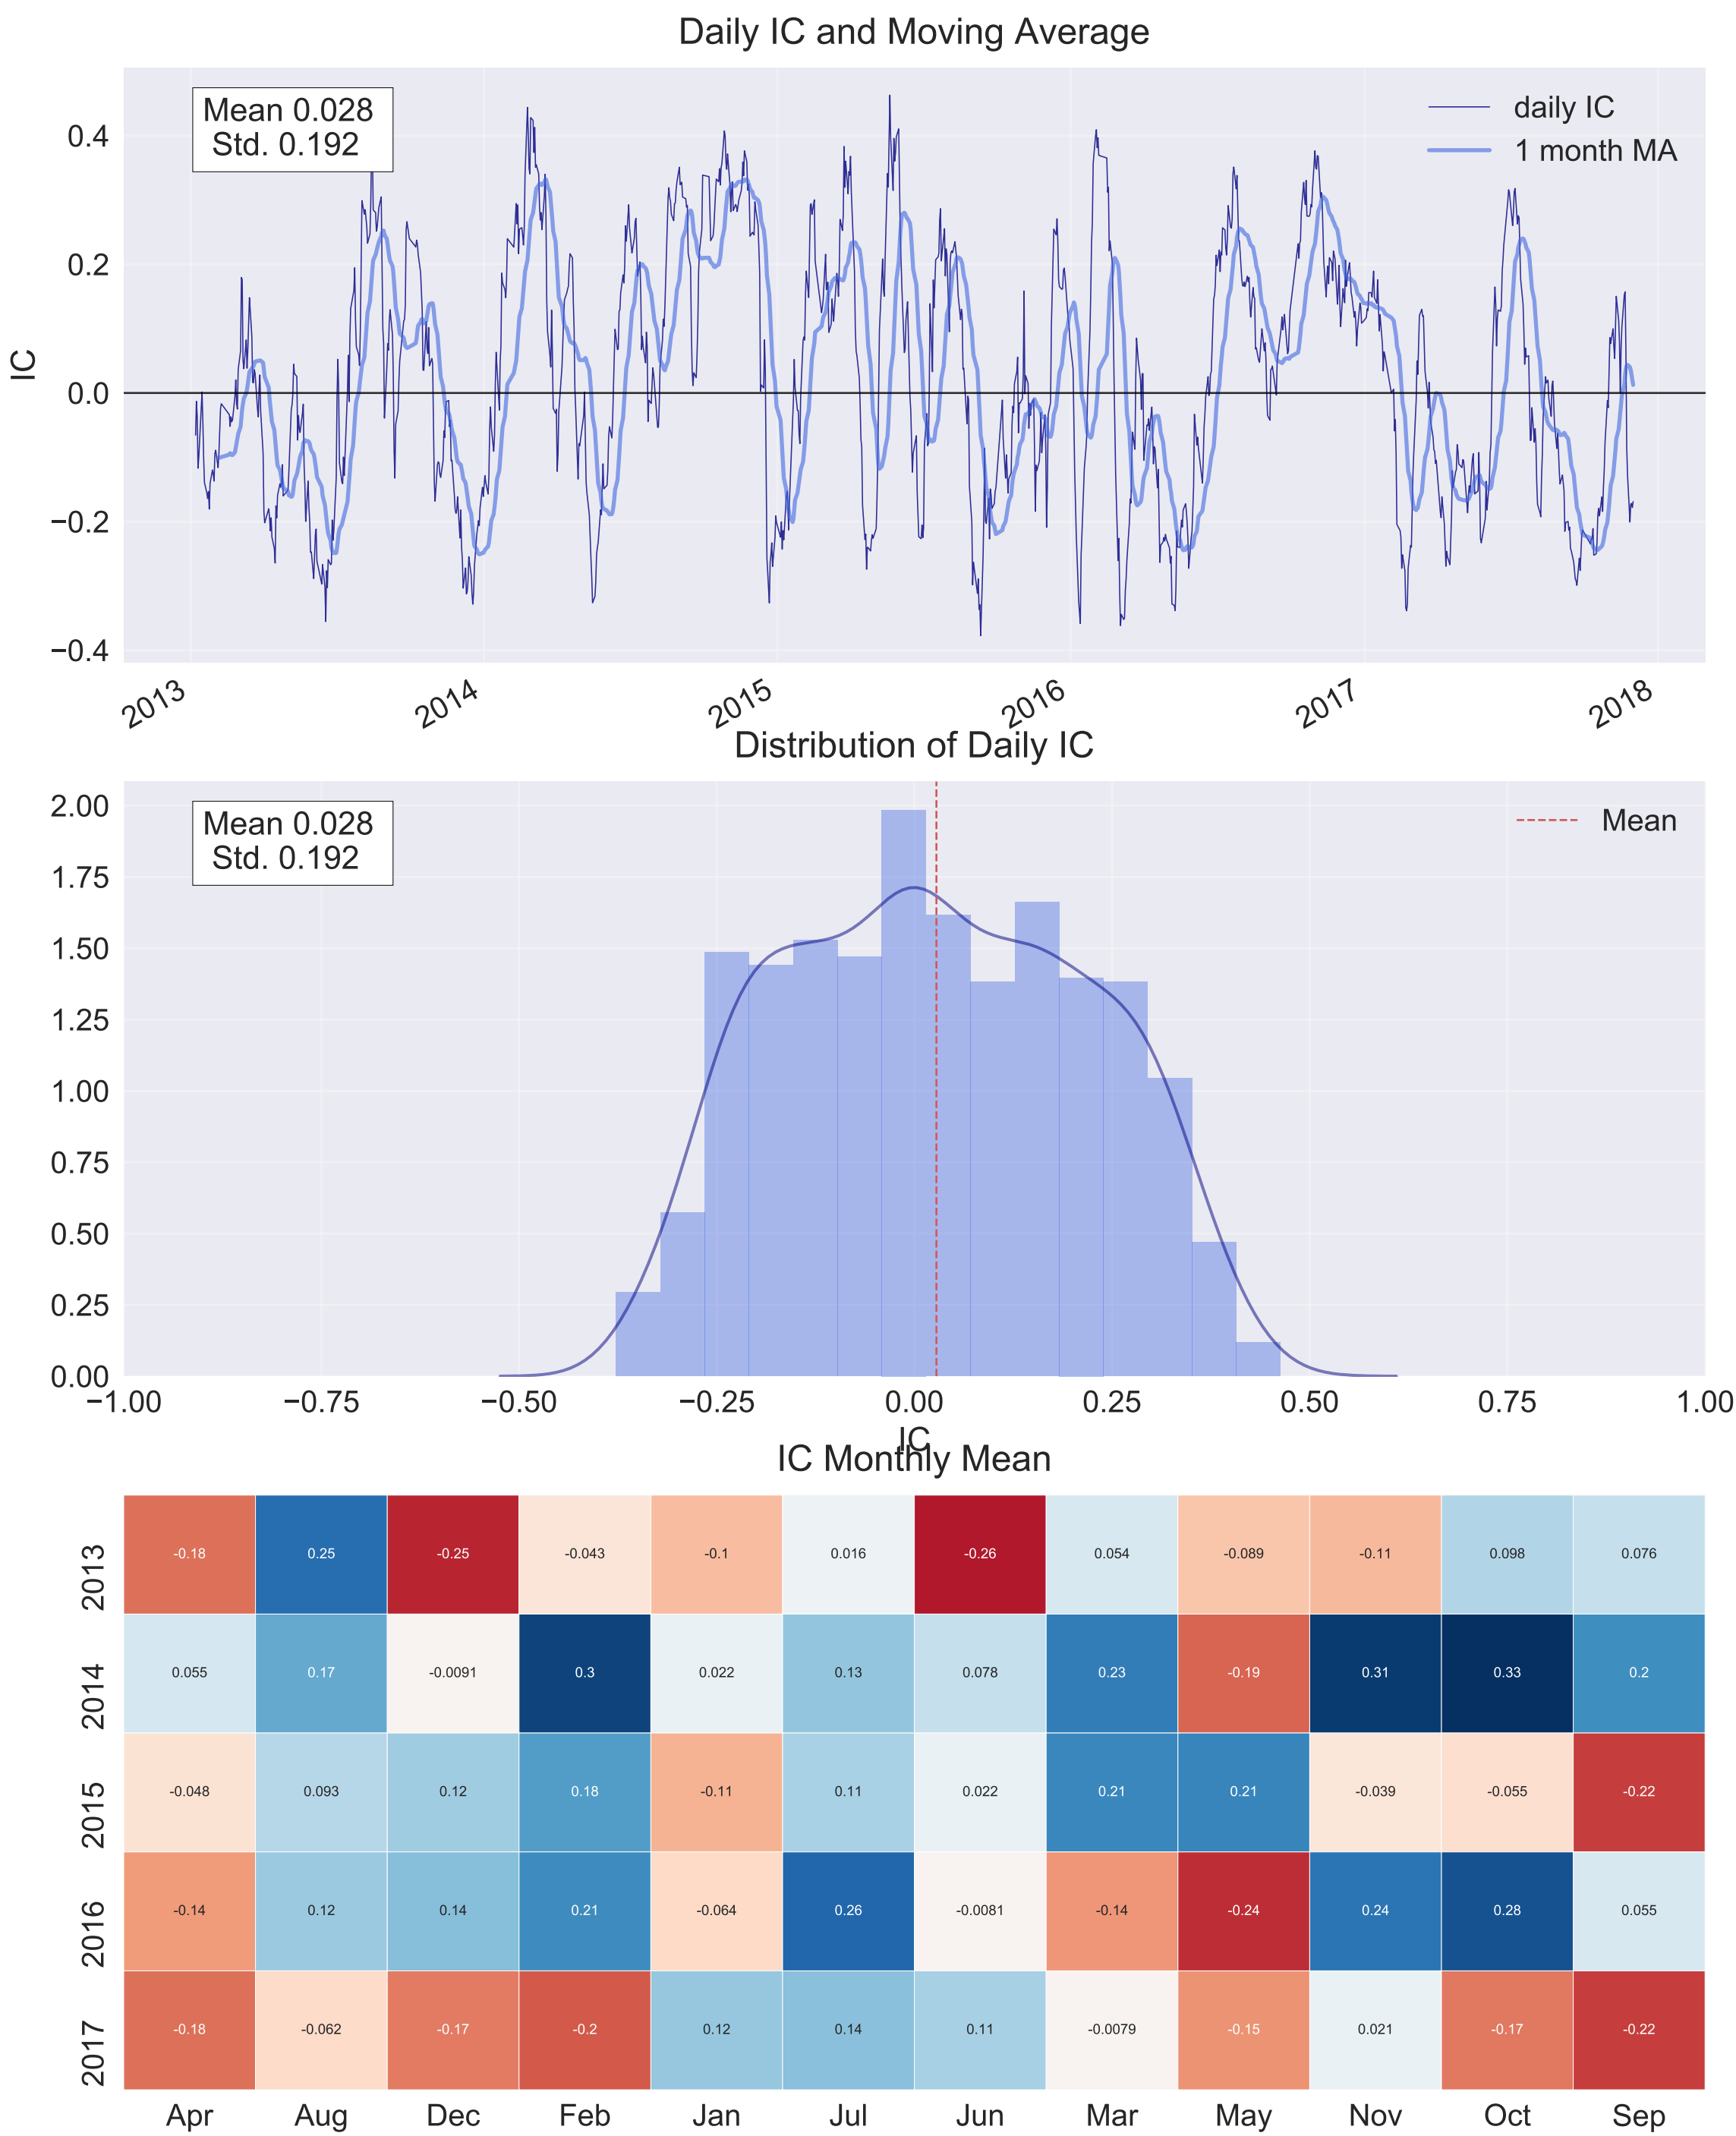 Daily IC and Moving Average
Mean 0.028
Std. 0.192
daily IC
1 month MA
IC
0.4
0.2
0.0
−0.2
−0.4
2013 2014 2015 2016 2017 2018
Distribution of Daily IC
Mean 0.028
Std. 0.192
Mean
2.00
1.75
1.50
1.25
1.00
0.75
0.50
0.25
0.00
−1.00 −0.75 −0.50 −0.25 0.00 0.25 0.50 0.75 1.00
IC
IC Monthly Mean
2013 -0.18 0.25 -0.25 -0.043 -0.1 0.016 -0.26 0.054 -0.089 -0.11 0.098 0.076
2014 0.055 0.17 -0.0091 0.3 0.022 0.13 0.078 0.23 -0.19 0.31 0.33 0.2
2015 -0.048 0.093 0.12 0.18 -0.11 0.11 0.022 0.21 0.21 -0.039 -0.055 -0.22
2016 -0.14 0.12 0.14 0.21 -0.064 0.26 -0.0081 -0.14 -0.24 0.24 0.28 0.055
2017 -0.18 -0.062 -0.17 -0.2 0.12 0.14 0.11 -0.0079 -0.15 0.021 -0.17 -0.22
Apr Aug Dec Feb Jan Jul Jun Mar May Nov Oct Sep